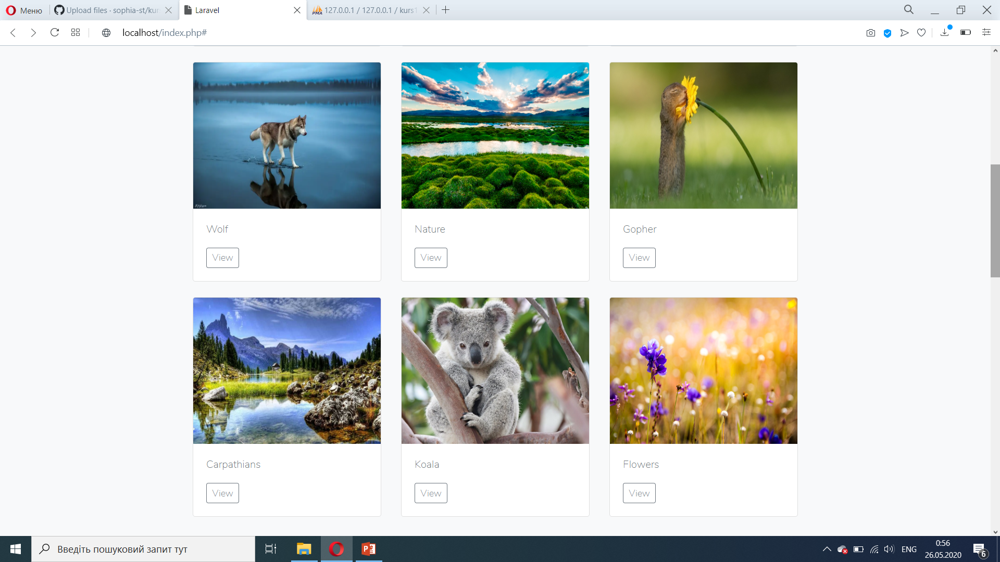 Меню
Upload files · sophia-st/kur
Laravel
127.0.0.1 / 127.0.0.1 / kurs1
localhost/index.php#
Wolf
View
Nature
View
Gopher
View
Carpathians
View
Koala
View
Flowers
View
Введіть пошуковий запит тут
ENG
0:56
26.05.2020
6